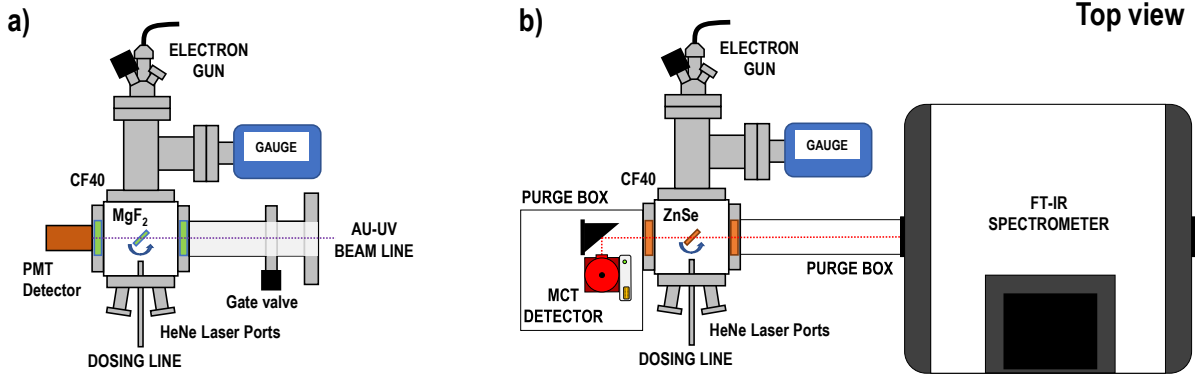 a)
ELECTRON
GUN
GAUGE
CF40
MgF2
AU-UV
BEAM LINE
PMT
Detector
Gate valve
HeNe Laser Ports
DOSING LINE
b)
Top view
ELECTRON
GUN
GAUGE
CF40
PURGE BOX
ZnSe
FT-IR
SPECTROMETER
PURGE BOX
MCT
DETECTOR
HeNe Laser Ports
DOSING LINE